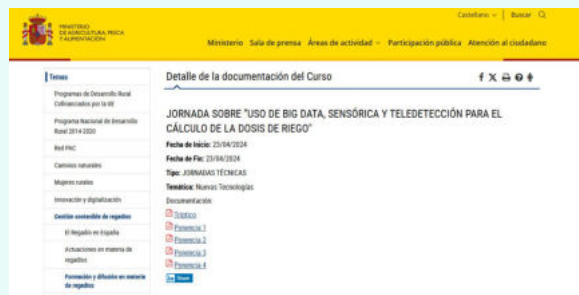 Castellano
Buscar
MINISTERIO
DE AGRICULTURA, PESCA
Y ALIMENTACIÓN
Ministerio Sala de prensa Áreas de actividad Participación pública Atención al ciudadano
Temas
Programas de Desarrollo Rural
Cofinanciados por la UE
Programa Nacional de Desarrollo
Rural 2014-2020
Red PAC
Caminos naturales
Mujeres rurales
Innovación y digitalización
Gestión sostenible de regadíos
El Regadío en España
Actuaciones en materia de
regadíos
Formación y difusión en materia
de regadíos
Detalle de la documentación del Curso
JORNADA SOBRE "USO DE BIG DATA, SENSÓRICA Y TELEDETECCIÓN PARA EL
CÁLCULO DE LA DOSIS DE RIEGO"
Fecha de Inicio: 23/04/2024
Fecha de Fin: 23/04/2024
Tipo: JORNADAS TÉCNICAS
Temática: Nuevas Tecnologías
Documentación:
Tríptico
Ponencia 1
Ponencia 2
Ponencia 3
Ponencia 4
Share